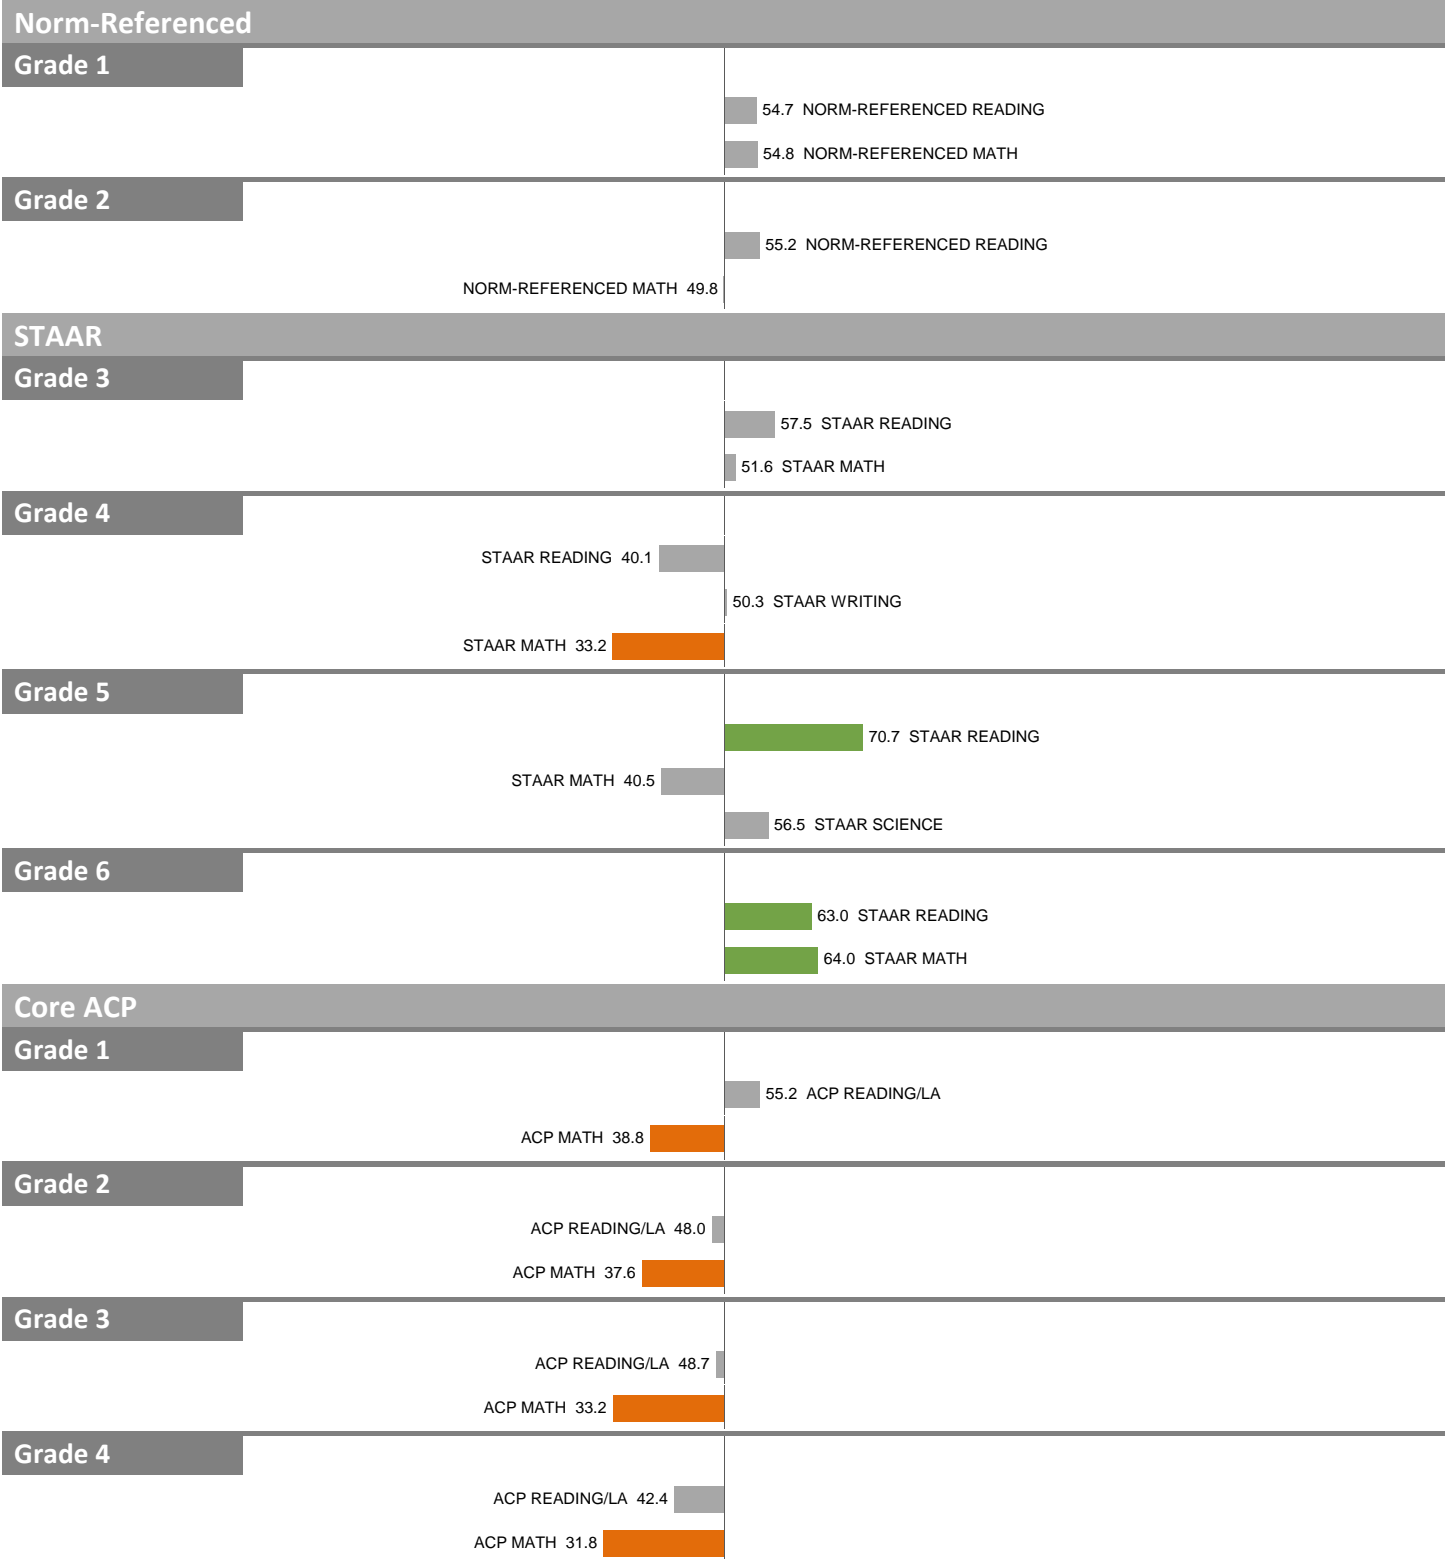 Norm-Referenced
Grade 1
54.7 NORM-REFERENCED READING
54.8 NORM-REFERENCED MATH
Grade 2
55.2 NORM-REFERENCED READING
NORM-REFERENCED MATH 49.8
STAAR
Grade 3
57.5 STAAR READING
51.6 STAAR MATH
Grade 4
STAAR READING 40.1
50.3 STAAR WRITING
STAAR MATH 33.2
Grade 5
70.7 STAAR READING
STAAR MATH 40.5
56.5 STAAR SCIENCE
Grade 6
63.0 STAAR READING
64.0 STAAR MATH
Core ACP
Grade 1
55.2 ACP READING/LA
ACP MATH 38.8
Grade 2
ACP READING/LA 48.0
ACP MATH 37.6
Grade 3
ACP READING/LA 48.7
ACP MATH 33.2
Grade 4
ACP READING/LA 42.4
ACP MATH 31.8